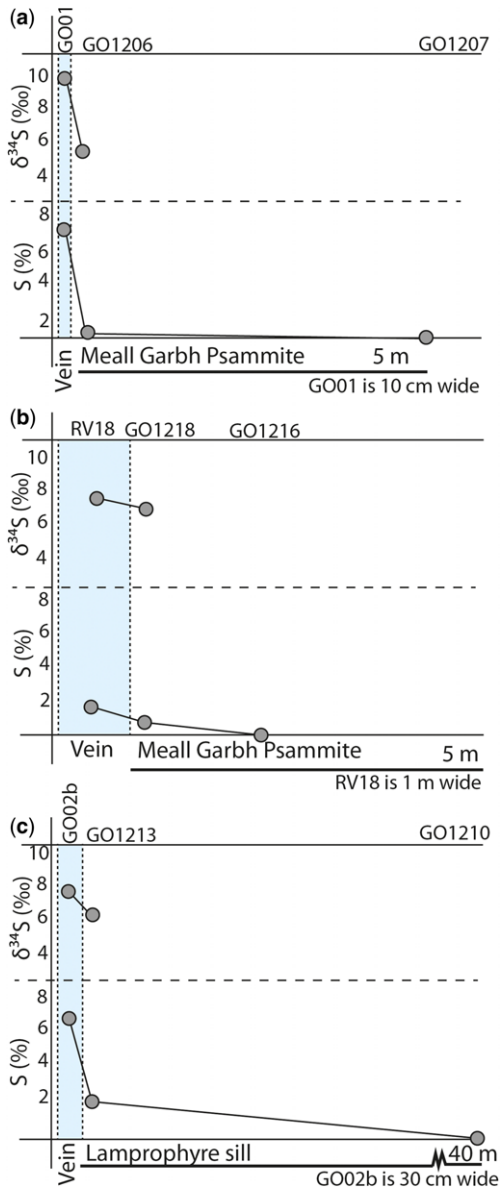 (a)
GO01
GO1206 GO1207
δ³⁴S (‰)
10
8
6
4
S (%)
8
6
4
2
Vein
Meall Garbh Psammite 5 m
GO01 is 10 cm wide
(b)
RV18 GO1218 GO1216
δ³⁴S (‰)
10
8
6
4
S (%)
8
6
4
2
Vein Meall Garbh Psammite 5 m
RV18 is 1 m wide
(c)
GO02b
GO1213 GO1210
δ³⁴S (‰)
10
8
6
4
S (%)
8
6
4
2
Vein
Lamprophyre sill 40 m
GO02b is 30 cm wide